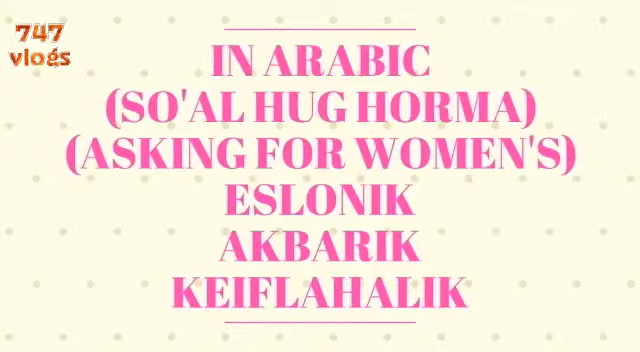 747
vlogs
IN ARABIC
(SO'AL HUG HORMA)
(ASKING FOR WOMEN'S)
ESLONIK
AKBARIK
KEIFLAHALIK